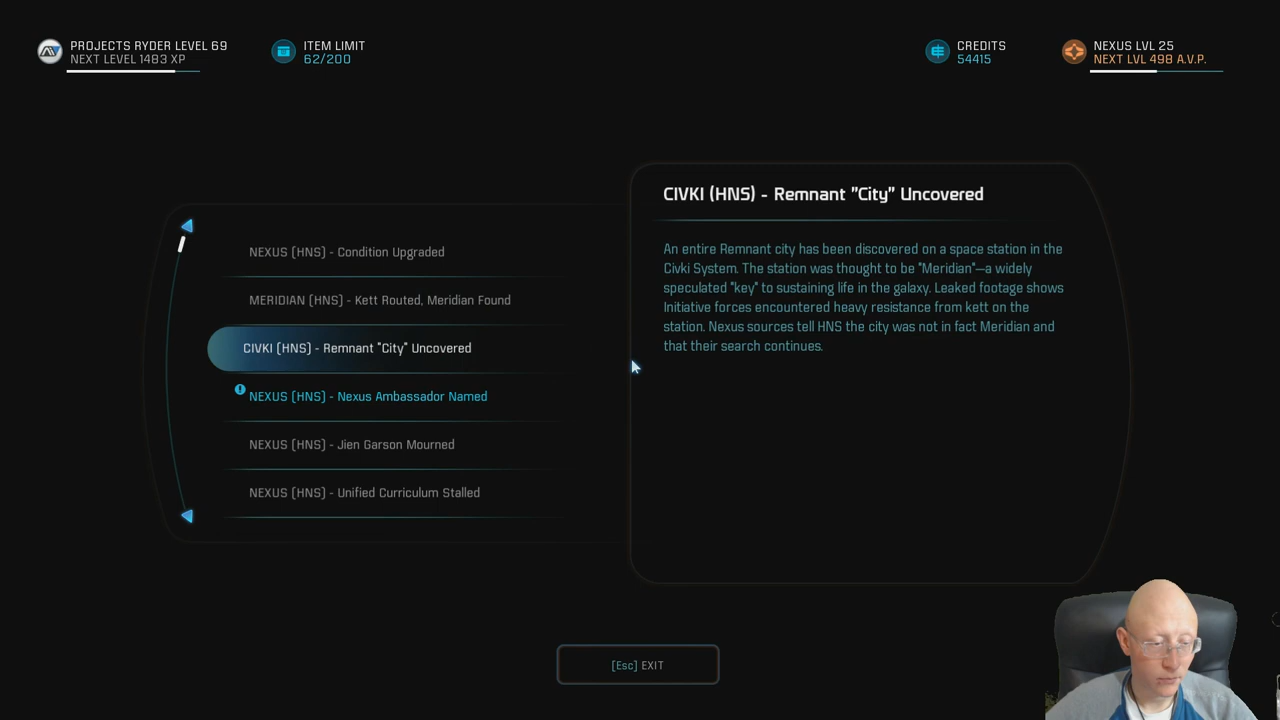 PROJECTS RYDER LEVEL 69
NEXT LEVEL 1483 XP
ITEM LIMIT
62/200
CREDITS
54415
NEXUS LVL 25
NEXT LVL 498 A.V.P.
NEXUS (HNS) - Condition Upgraded
MERIDIAN (HNS) - Kett Routed, Meridian Found
CIVKI (HNS) - Remnant "City" Uncovered
NEXUS (HNS) - Nexus Ambassador Named
NEXUS (HNS) - Jien Garson Mourned
NEXUS (HNS) - Unified Curriculum Stalled
CIVKI (HNS) - Remnant "City" Uncovered
An entire Remnant city has been discovered on a space station in the
Civki System. The station was thought to be "Meridian"—a widely
speculated "key" to sustaining life in the galaxy. Leaked footage shows
Initiative forces encountered heavy resistance from kett on the
station. Nexus sources tell HNS the city was not in fact Meridian and
that their search continues.
[Esc] EXIT